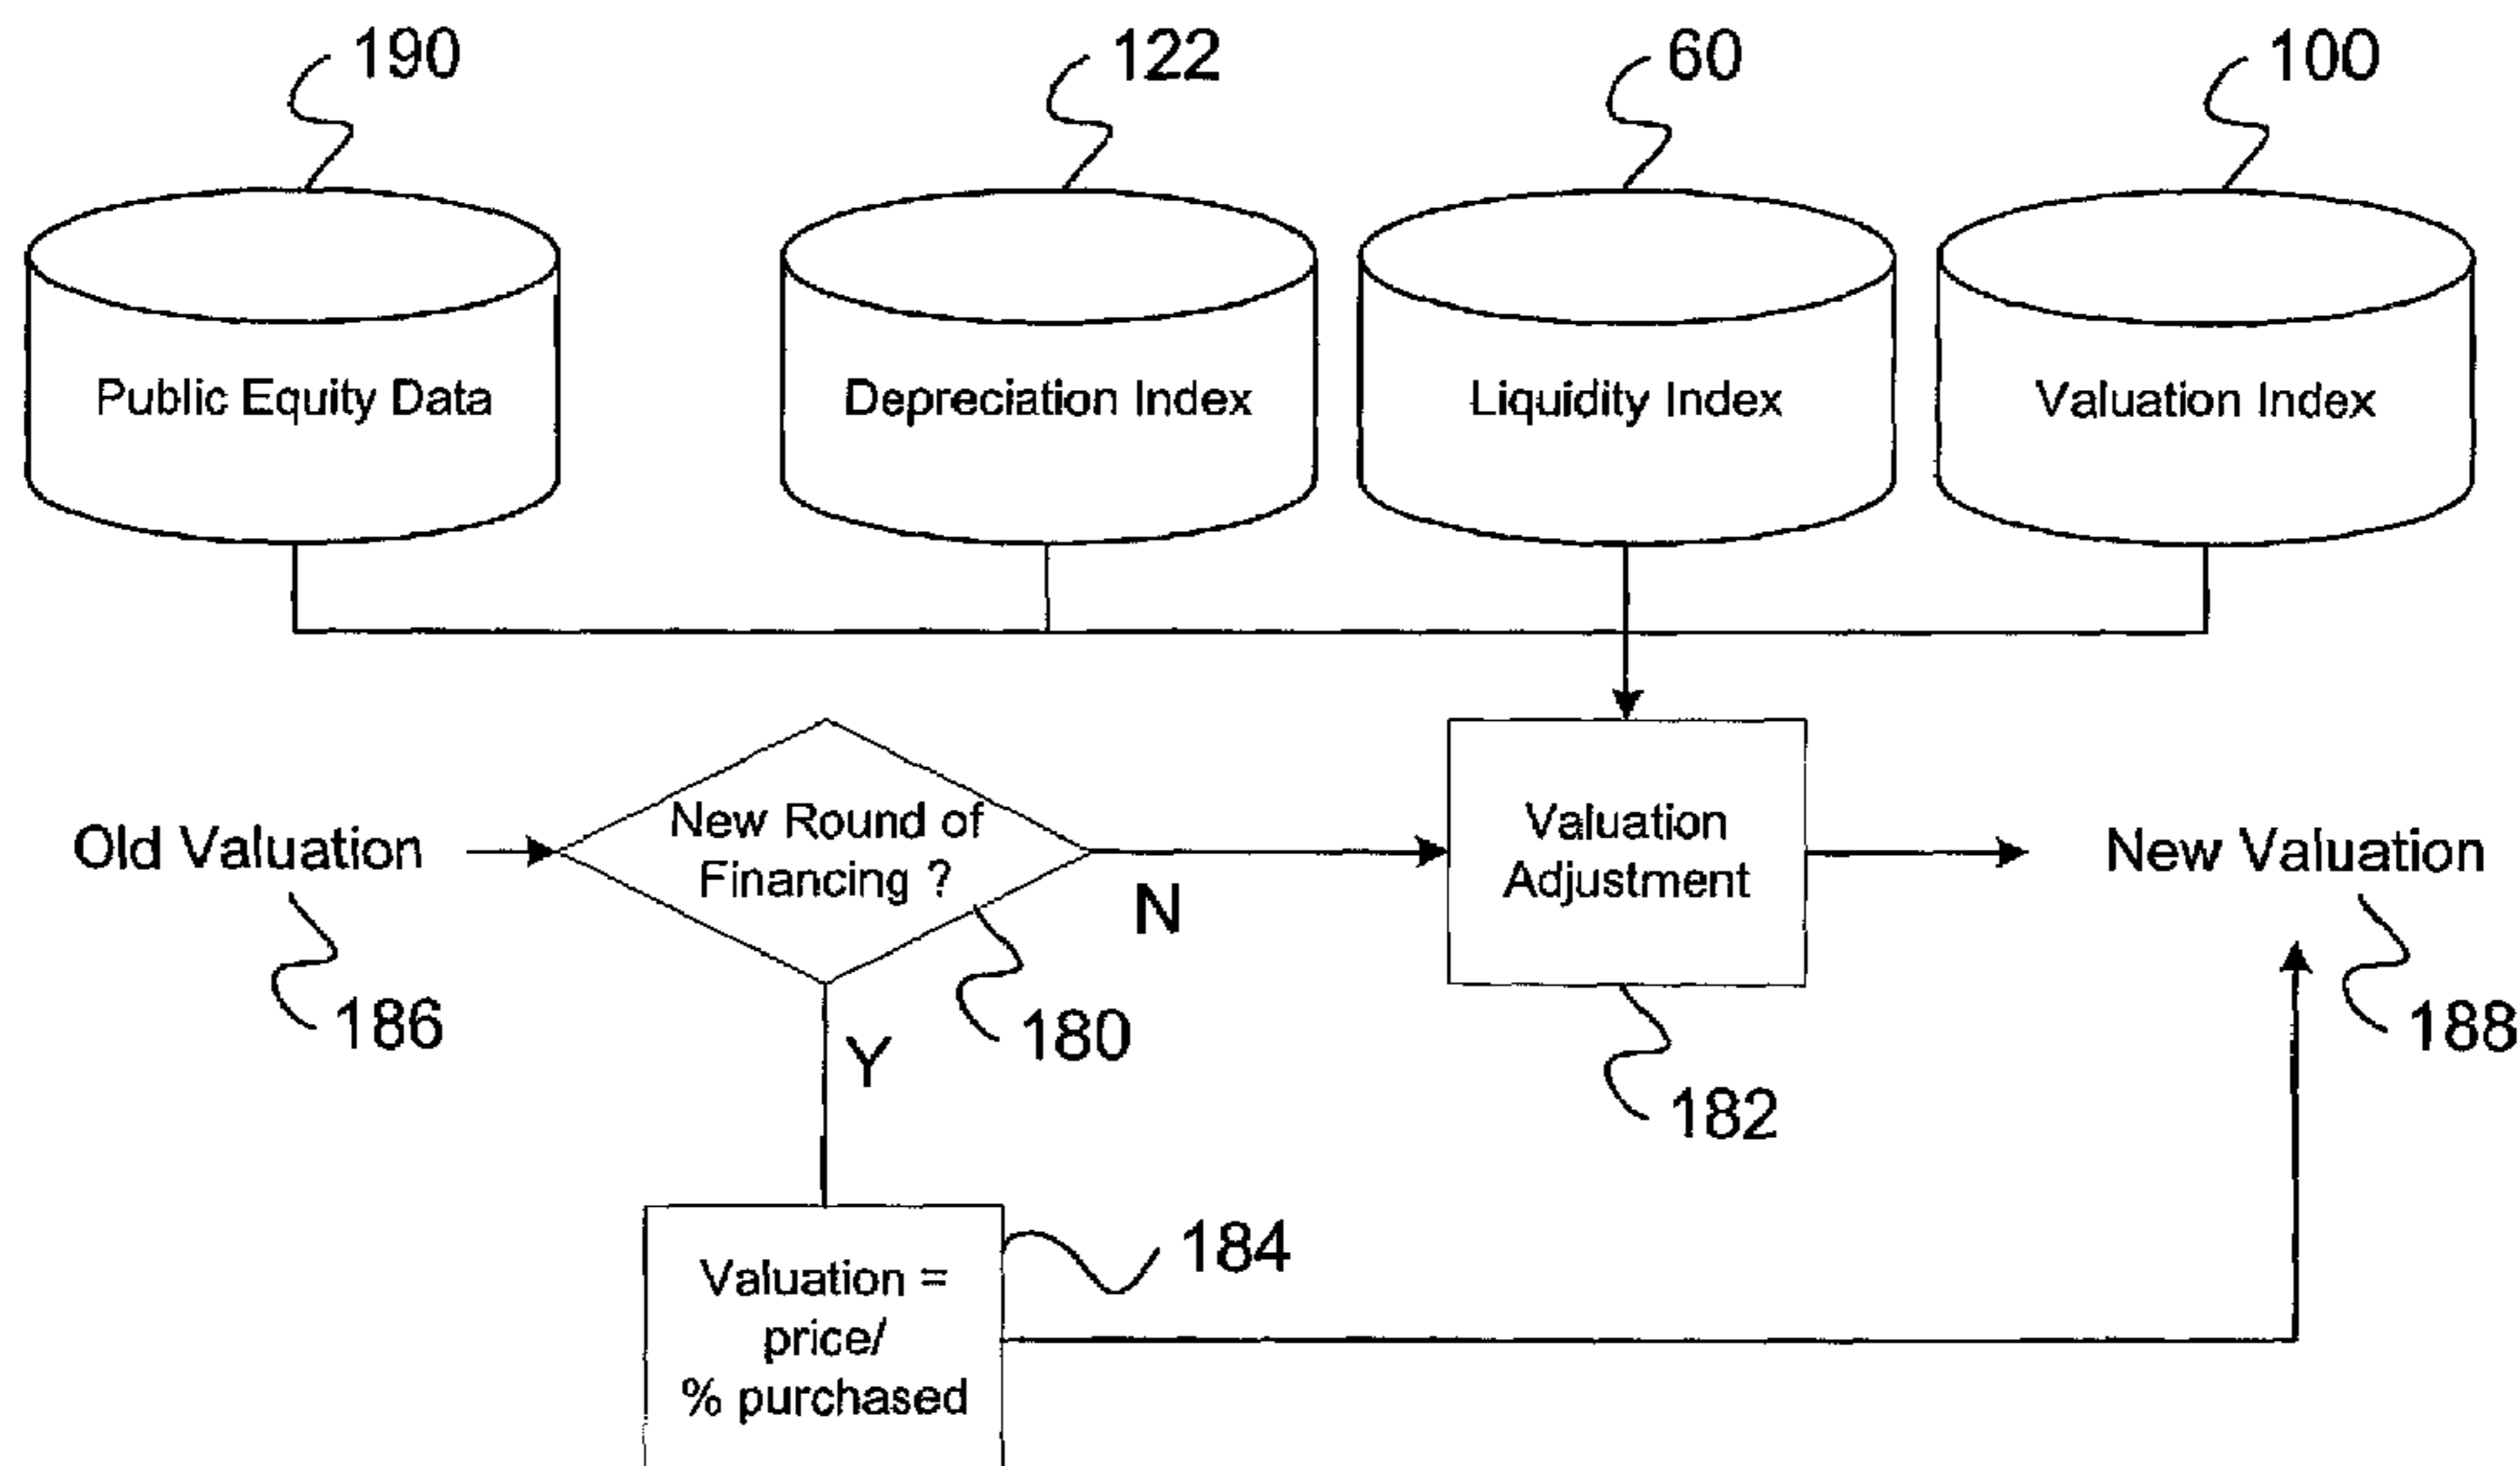 190
122
60
100
Public Equity Data
Depreciation Index
Liquidity Index
Valuation Index
Old Valuation
New Round of
Financing ?
N
Valuation
Adjustment
New Valuation
186
180
Y
182
188
184
Valuation =
price/
% purchased